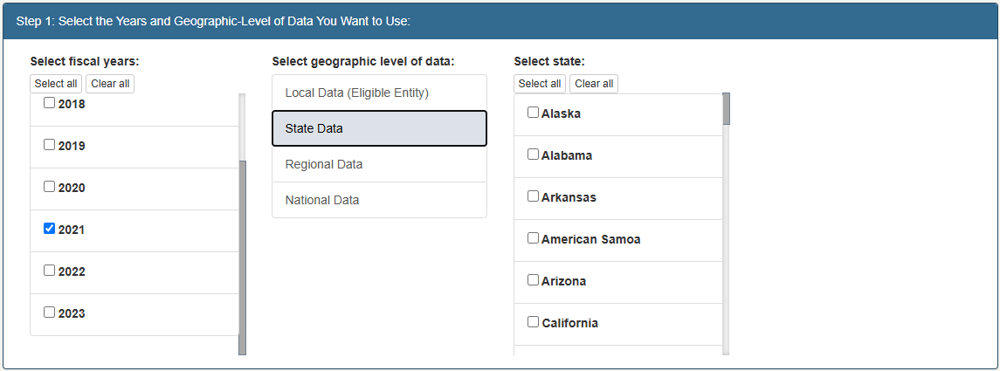 Step 1: Select the Years and Geographic-Level of Data You Want to Use:
Select fiscal years:
Select all Clear all
2018
2019
2020
2021
2022
2023
Select geographic level of data:
Local Data (Eligible Entity)
State Data
Regional Data
National Data
Select state:
Select all Clear all
Alaska
Alabama
Arkansas
American Samoa
Arizona
California